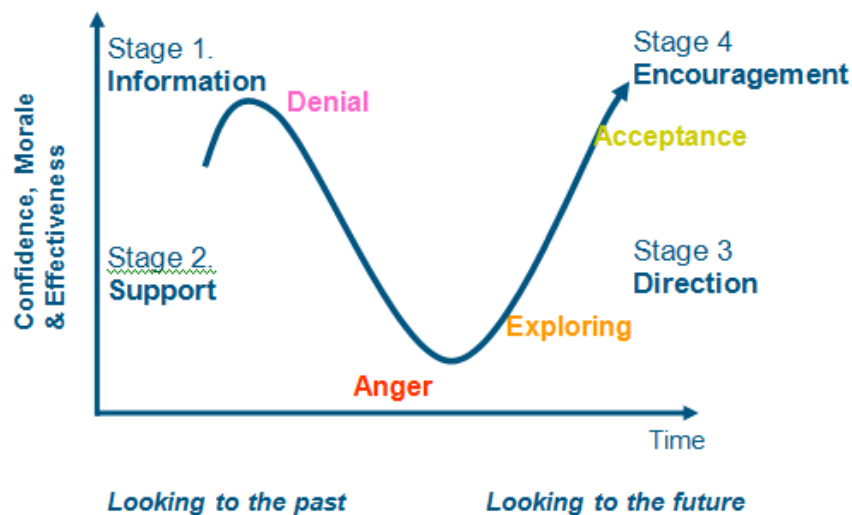 Stage 1.
Information
Denial
Stage 4
Encouragement
Acceptance
Confidence, Morale
& Effectiveness
Stage 2.
Support
Stage 3
Direction
Exploring
Anger
Time
Looking to the past
Looking to the future